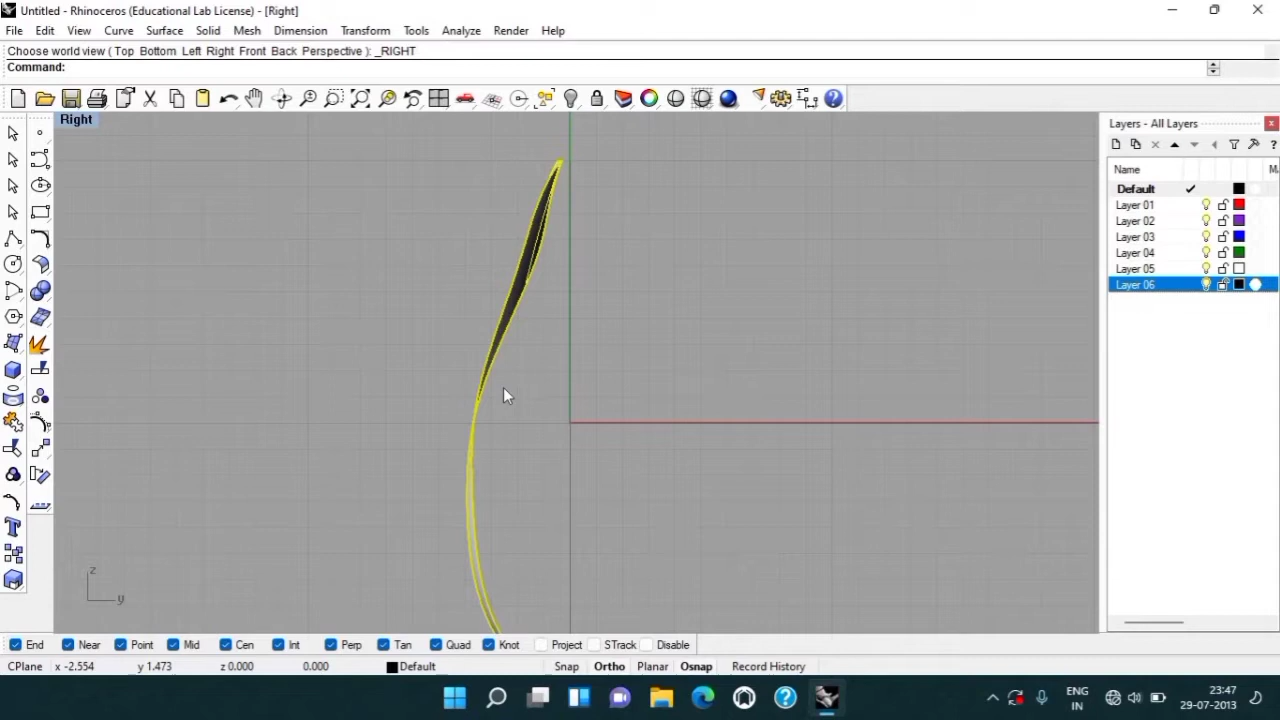 Untitled - Rhinoceros (Educational Lab License) - [Right]
File Edit View Curve Surface Solid Mesh Dimension Transform Tools Analyze Render Help
Choose world view ( Top Bottom Left Right Front Back Perspective ): _RIGHT
Command:
Right
Layers - All Layers
Name M
Default
Layer 01
Layer 02
Layer 03
Layer 04
Layer 05
Layer 06
z
y
End Near Point Mid Cen Int Perp Tan Quad Knot Project STrack Disable
CPlane x -2.554 y 1.473 z 0.000 0.000 Default Snap Ortho Planar Osnap Record History
ENG
IN
23:47
29-07-2013